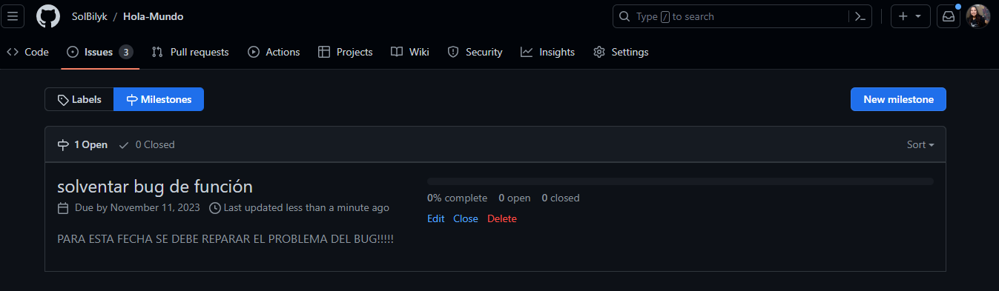 SolBilyk / Hola-Mundo
Type / to search
Code Issues 3 Pull requests Actions Projects Wiki Security Insights Settings
Labels Milestones New milestone
1 Open 0 Closed Sort
solventar bug de función
Due by November 11, 2023 Last updated less than a minute ago
PARA ESTA FECHA SE DEBE REPARAR EL PROBLEMA DEL BUG!!!!!
0% complete 0 open 0 closed
Edit Close Delete